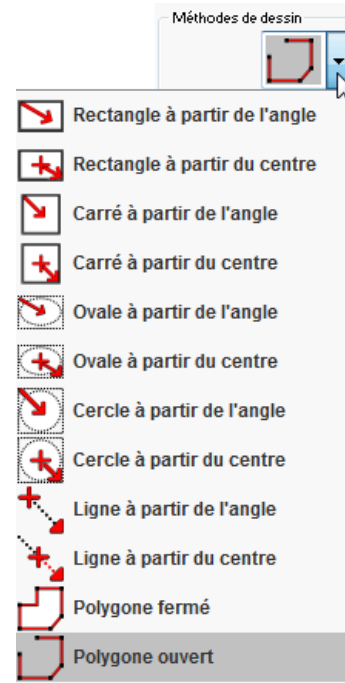 Méthodes de dessin
Rectangle à partir de l'angle
Rectangle à partir du centre
Carré à partir de l'angle
Carré à partir du centre
Ovale à partir de l'angle
Ovale à partir du centre
Cercle à partir de l'angle
Cercle à partir du centre
Ligne à partir de l'angle
Ligne à partir du centre
Polygone fermé
Polygone ouvert